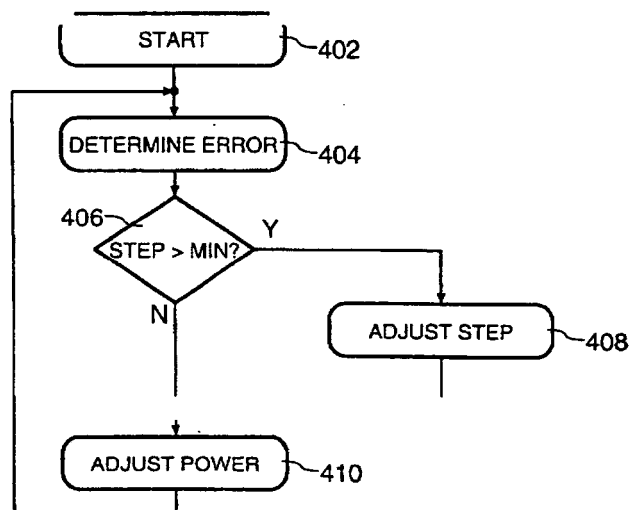 START
402
DETERMINE ERROR
404
406
STEP > MIN?
Y
N
ADJUST STEP
408
ADJUST POWER
410